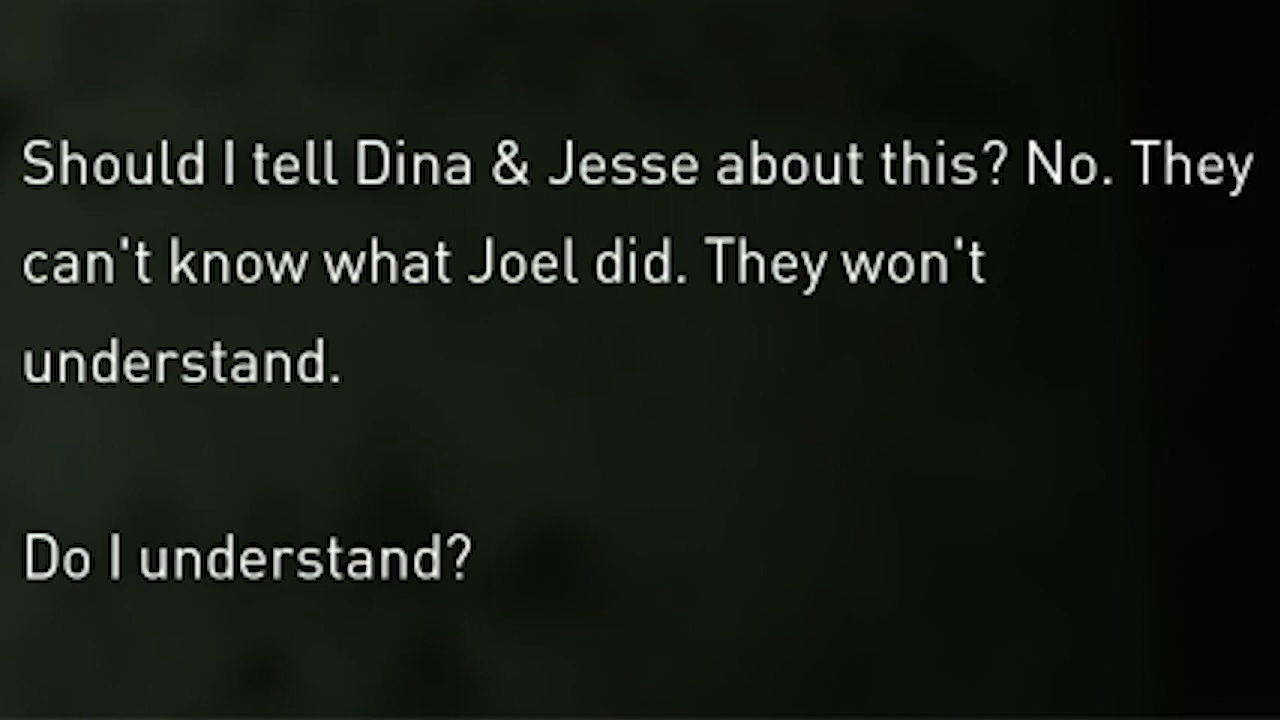 Should I tell Dina & Jesse about this? No. They
can't know what Joel did. They won't
understand.
Do I understand?